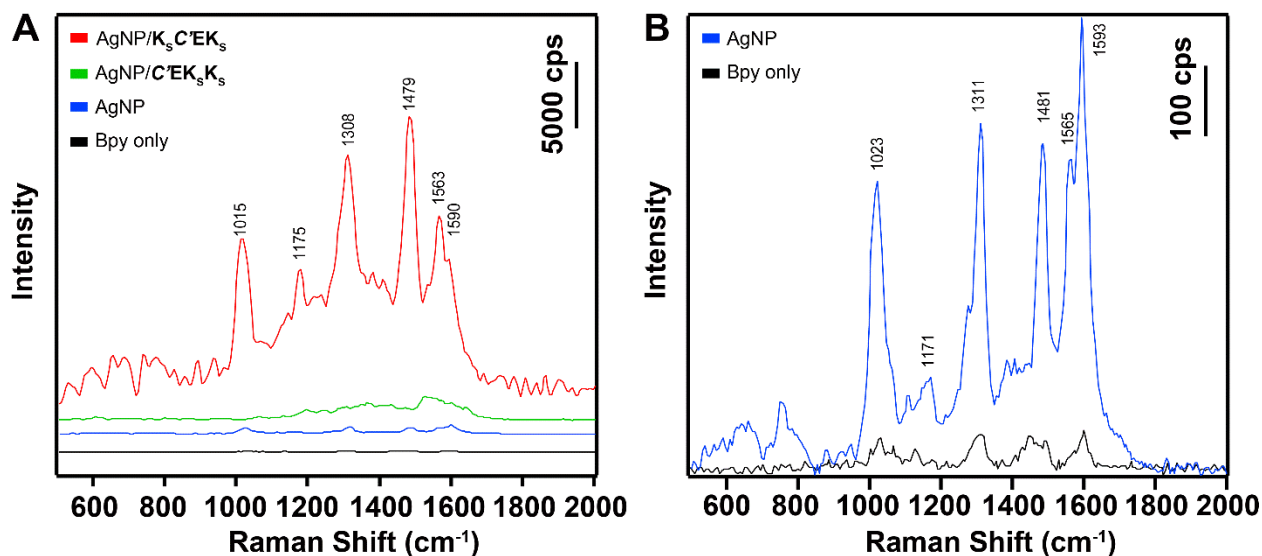 A
AgNP/KₛC'EKₛ
AgNP/C'EKₛKₛ
AgNP
Bpy only
5000 cps
1015
1175
1308
1479
1563
1590
Intensity
600 800 1000 1200 1400 1600 1800 2000
Raman Shift (cm⁻¹)
B
AgNP
Bpy only
100 cps
1023
1171
1311
1481
1565
1593
Intensity
600 800 1000 1200 1400 1600 1800 2000
Raman Shift (cm⁻¹)